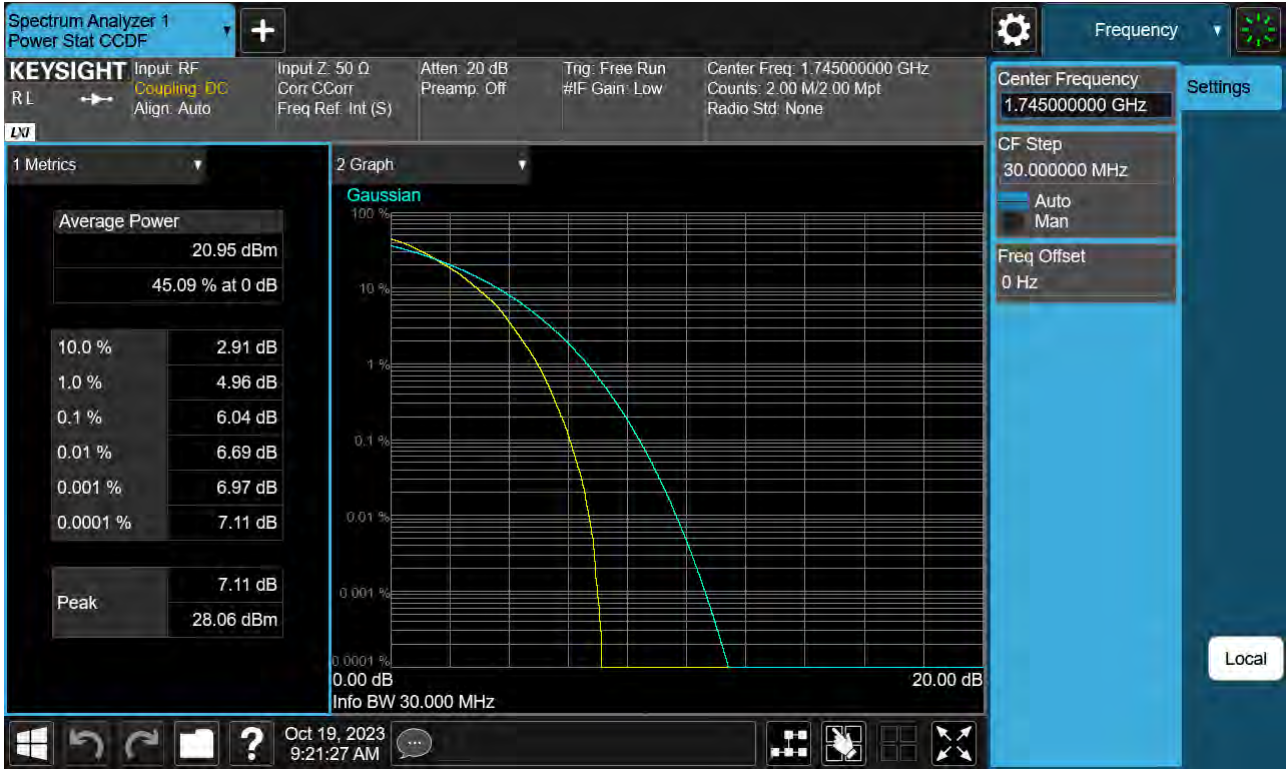 Spectrum Analyzer 1
Power Stat CCDF
+
Frequency
KEYSIGHT
R L
LXI
Input: RF
Coupling: DC
Align: Auto
Input Z: 50 Ω
Corr CCorr
Freq Ref: Int (S)
Atten: 20 dB
Preamp: Off
Trig: Free Run
#IF Gain: Low
Center Freq: 1.745000000 GHz
Counts: 2.00 M/2.00 Mpt
Radio Std: None
Center Frequency
1.745000000 GHz
Settings
CF Step
30.000000 MHz
Auto
Man
Freq Offset
0 Hz
Local
1 Metrics
Average Power
20.95 dBm
45.09 % at 0 dB
10.0 % 2.91 dB
1.0 % 4.96 dB
0.1 % 6.04 dB
0.01 % 6.69 dB
0.001 % 6.97 dB
0.0001 % 7.11 dB
Peak
7.11 dB
28.06 dBm
2 Graph
Gaussian
100 %
10 %
1 %
0.1 %
0.01 %
0.001 %
0.0001 %
0.00 dB
20.00 dB
Info BW 30.000 MHz
?
Oct 19, 2023
9:21:27 AM